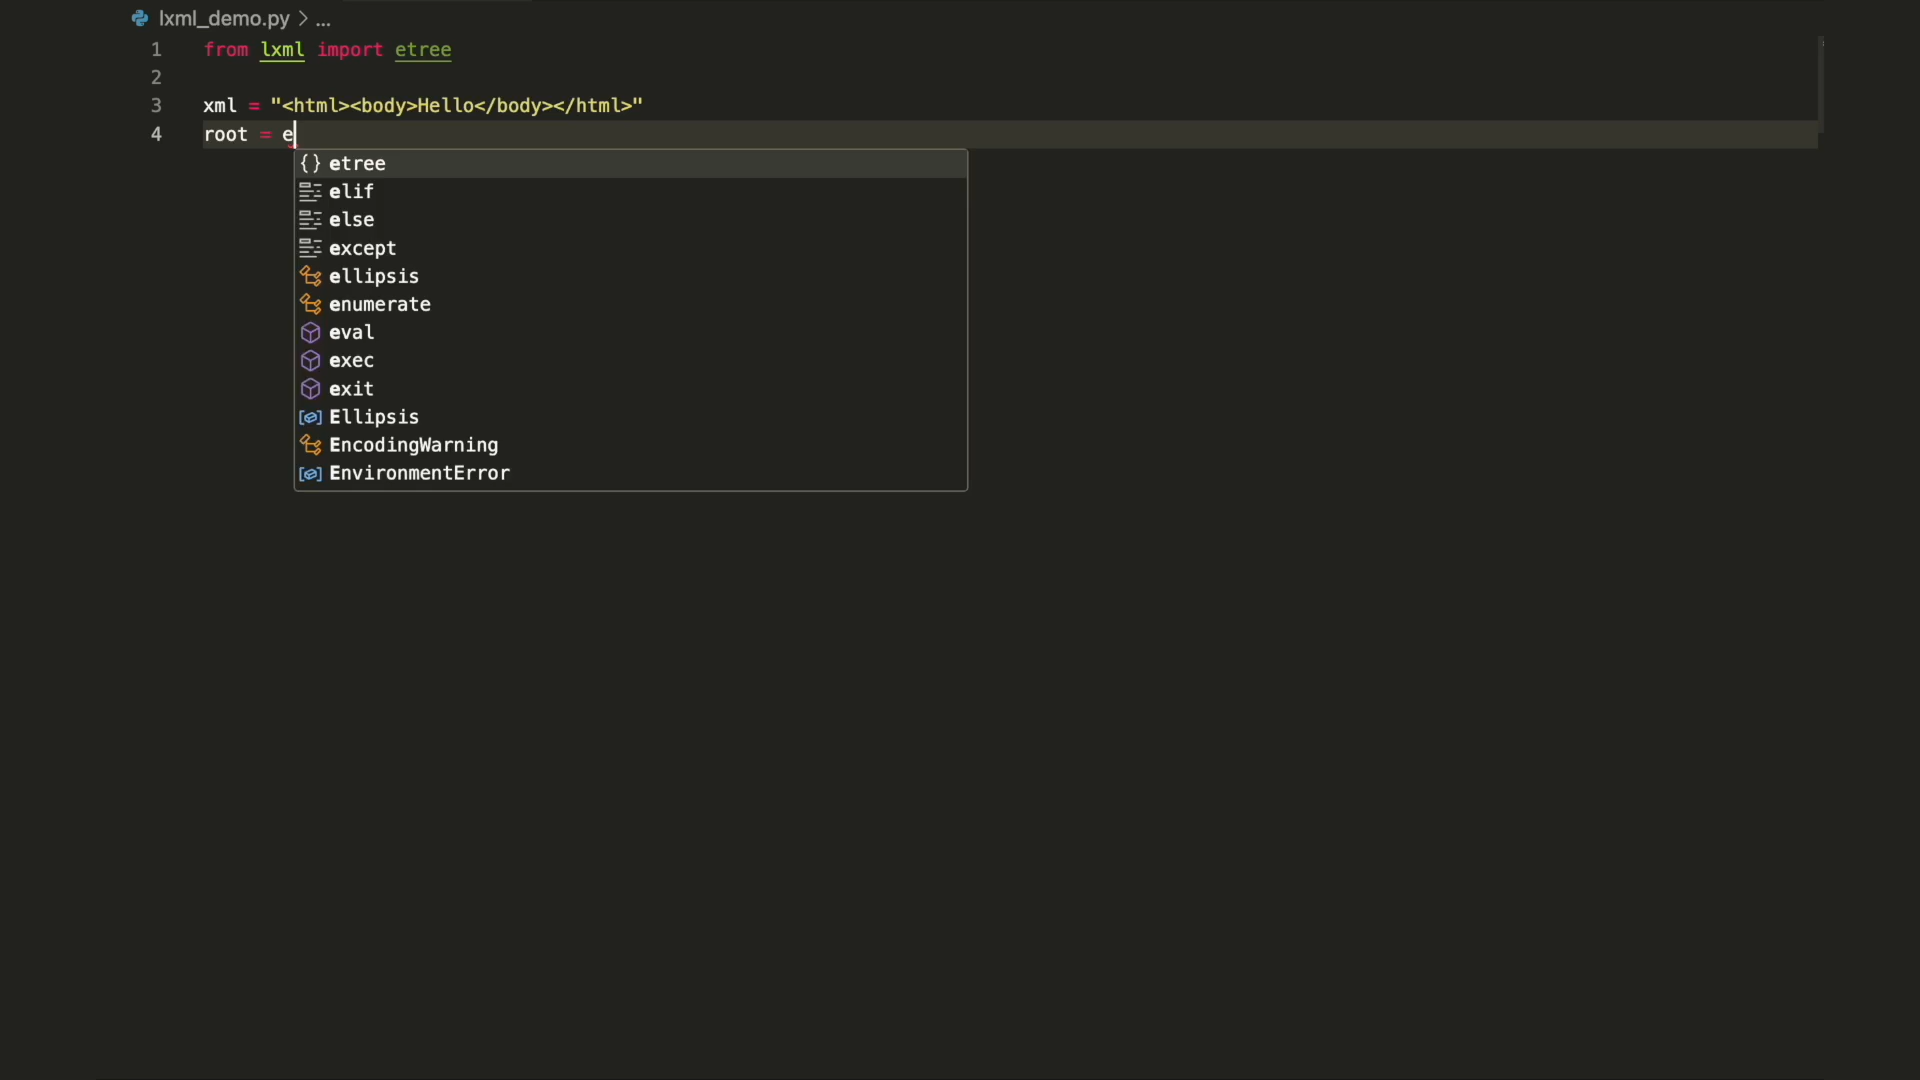 lxml_demo.py > ...
1 from lxml import etree
2
3 xml = "<html><body>Hello</body></html>"
4 root = e
{} etree
elif
else
except
ellipsis
enumerate
eval
exec
exit
Ellipsis
EncodingWarning
EnvironmentError